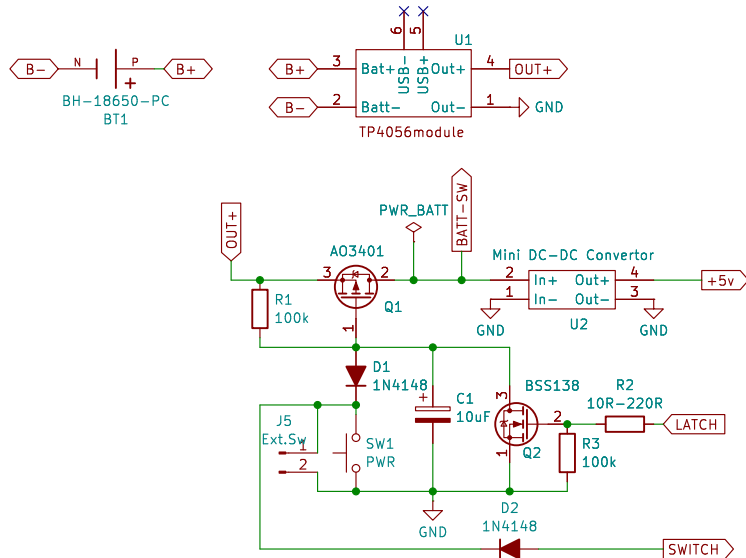 6 5
USB- USB+
U1
B- N P B+
+
BH-18650-PC
BT1
B+ 3 Bat+ Out+ 4 OUT+
B- 2 Batt- Out- 1 GND
TP4056module
OUT+
PWR_BATT
BATT-SW
AO3401
Mini DC-DC Convertor
3 2
2 In+ Out+ 4 +5v
1 In- Out- 3
R1
100k
Q1
1
GND
U2
GND
D1
1N4148
BSS138
R2
10R-220R
C1
10uF
+
3
2
LATCH
J5
Ext.Sw
1
2
SW1
PWR
1
Q2
R3
100k
GND
D2
1N4148
SWITCH